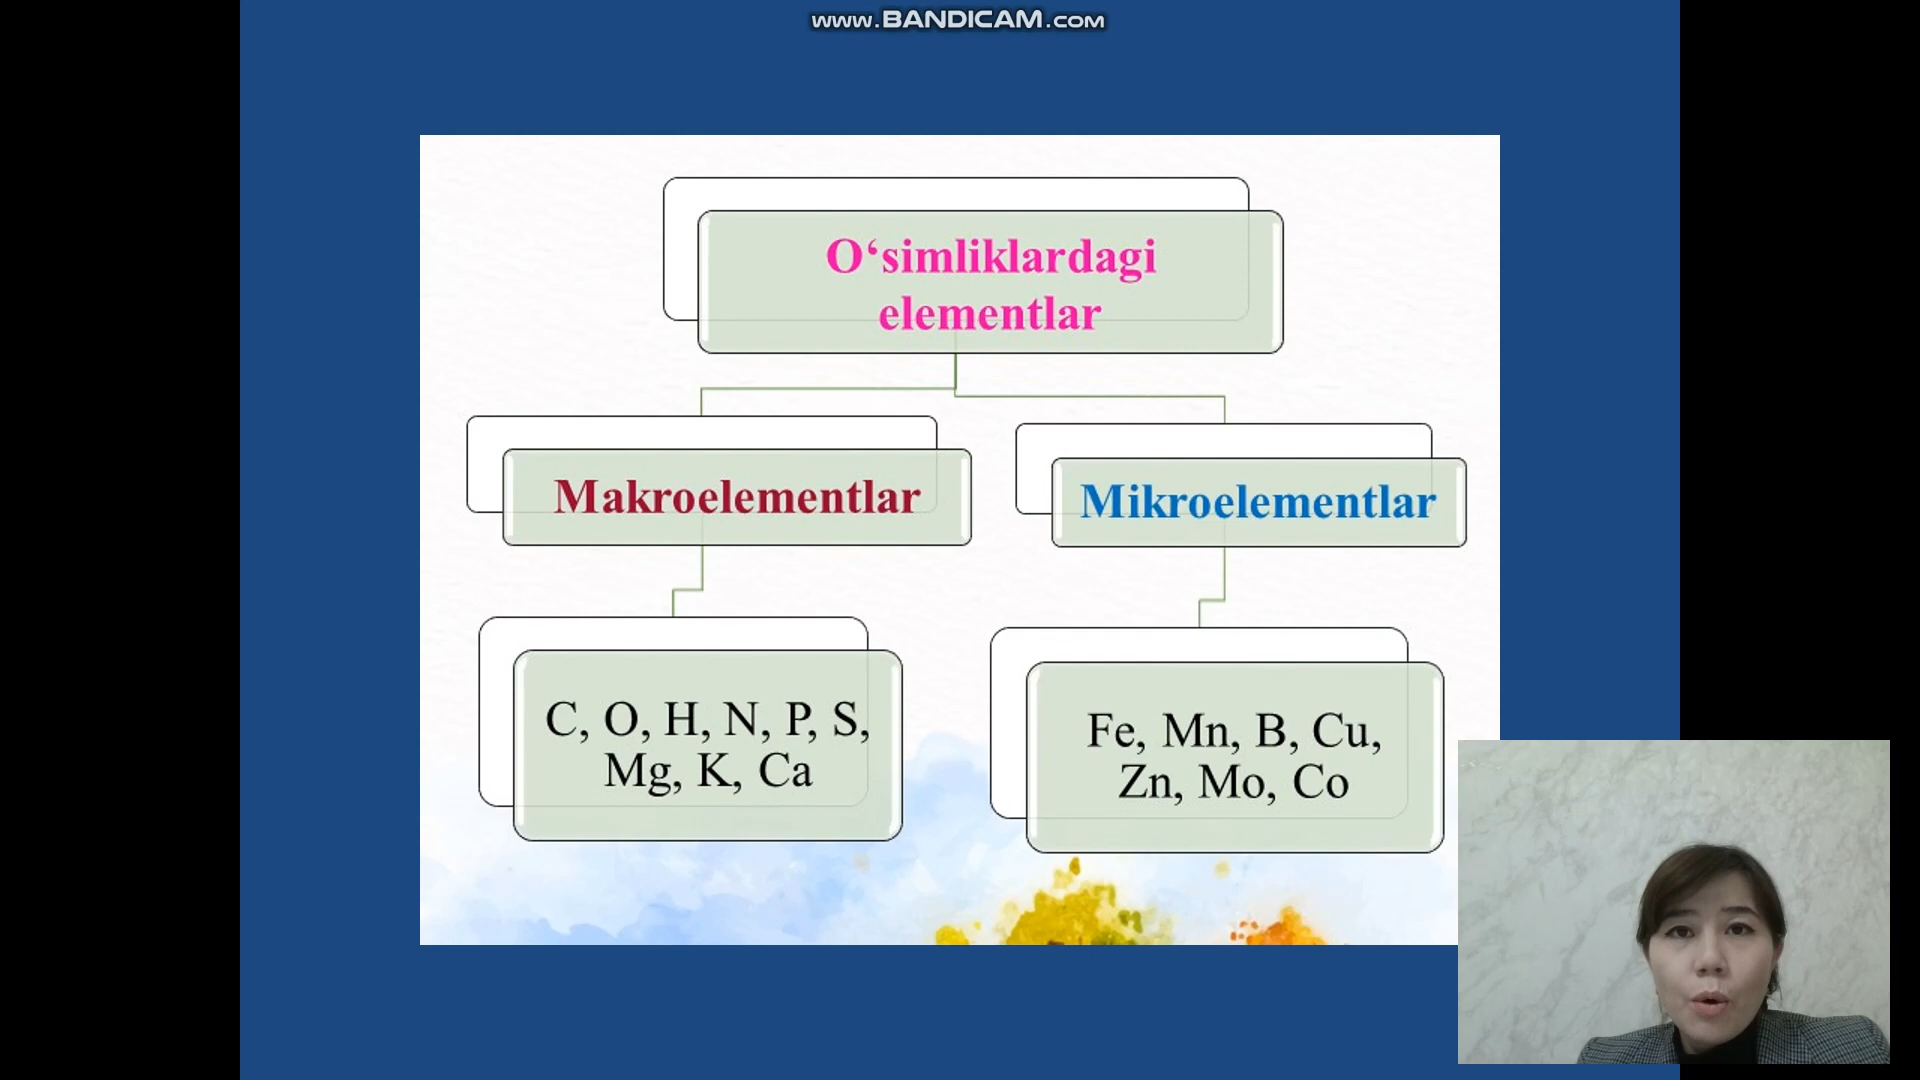 www.BANDICAM.com
O‘simliklardagi
elementlar
Makroelementlar
Mikroelementlar
C, O, H, N, P, S,
Mg, K, Ca
Fe, Mn, B, Cu,
Zn, Mo, Co